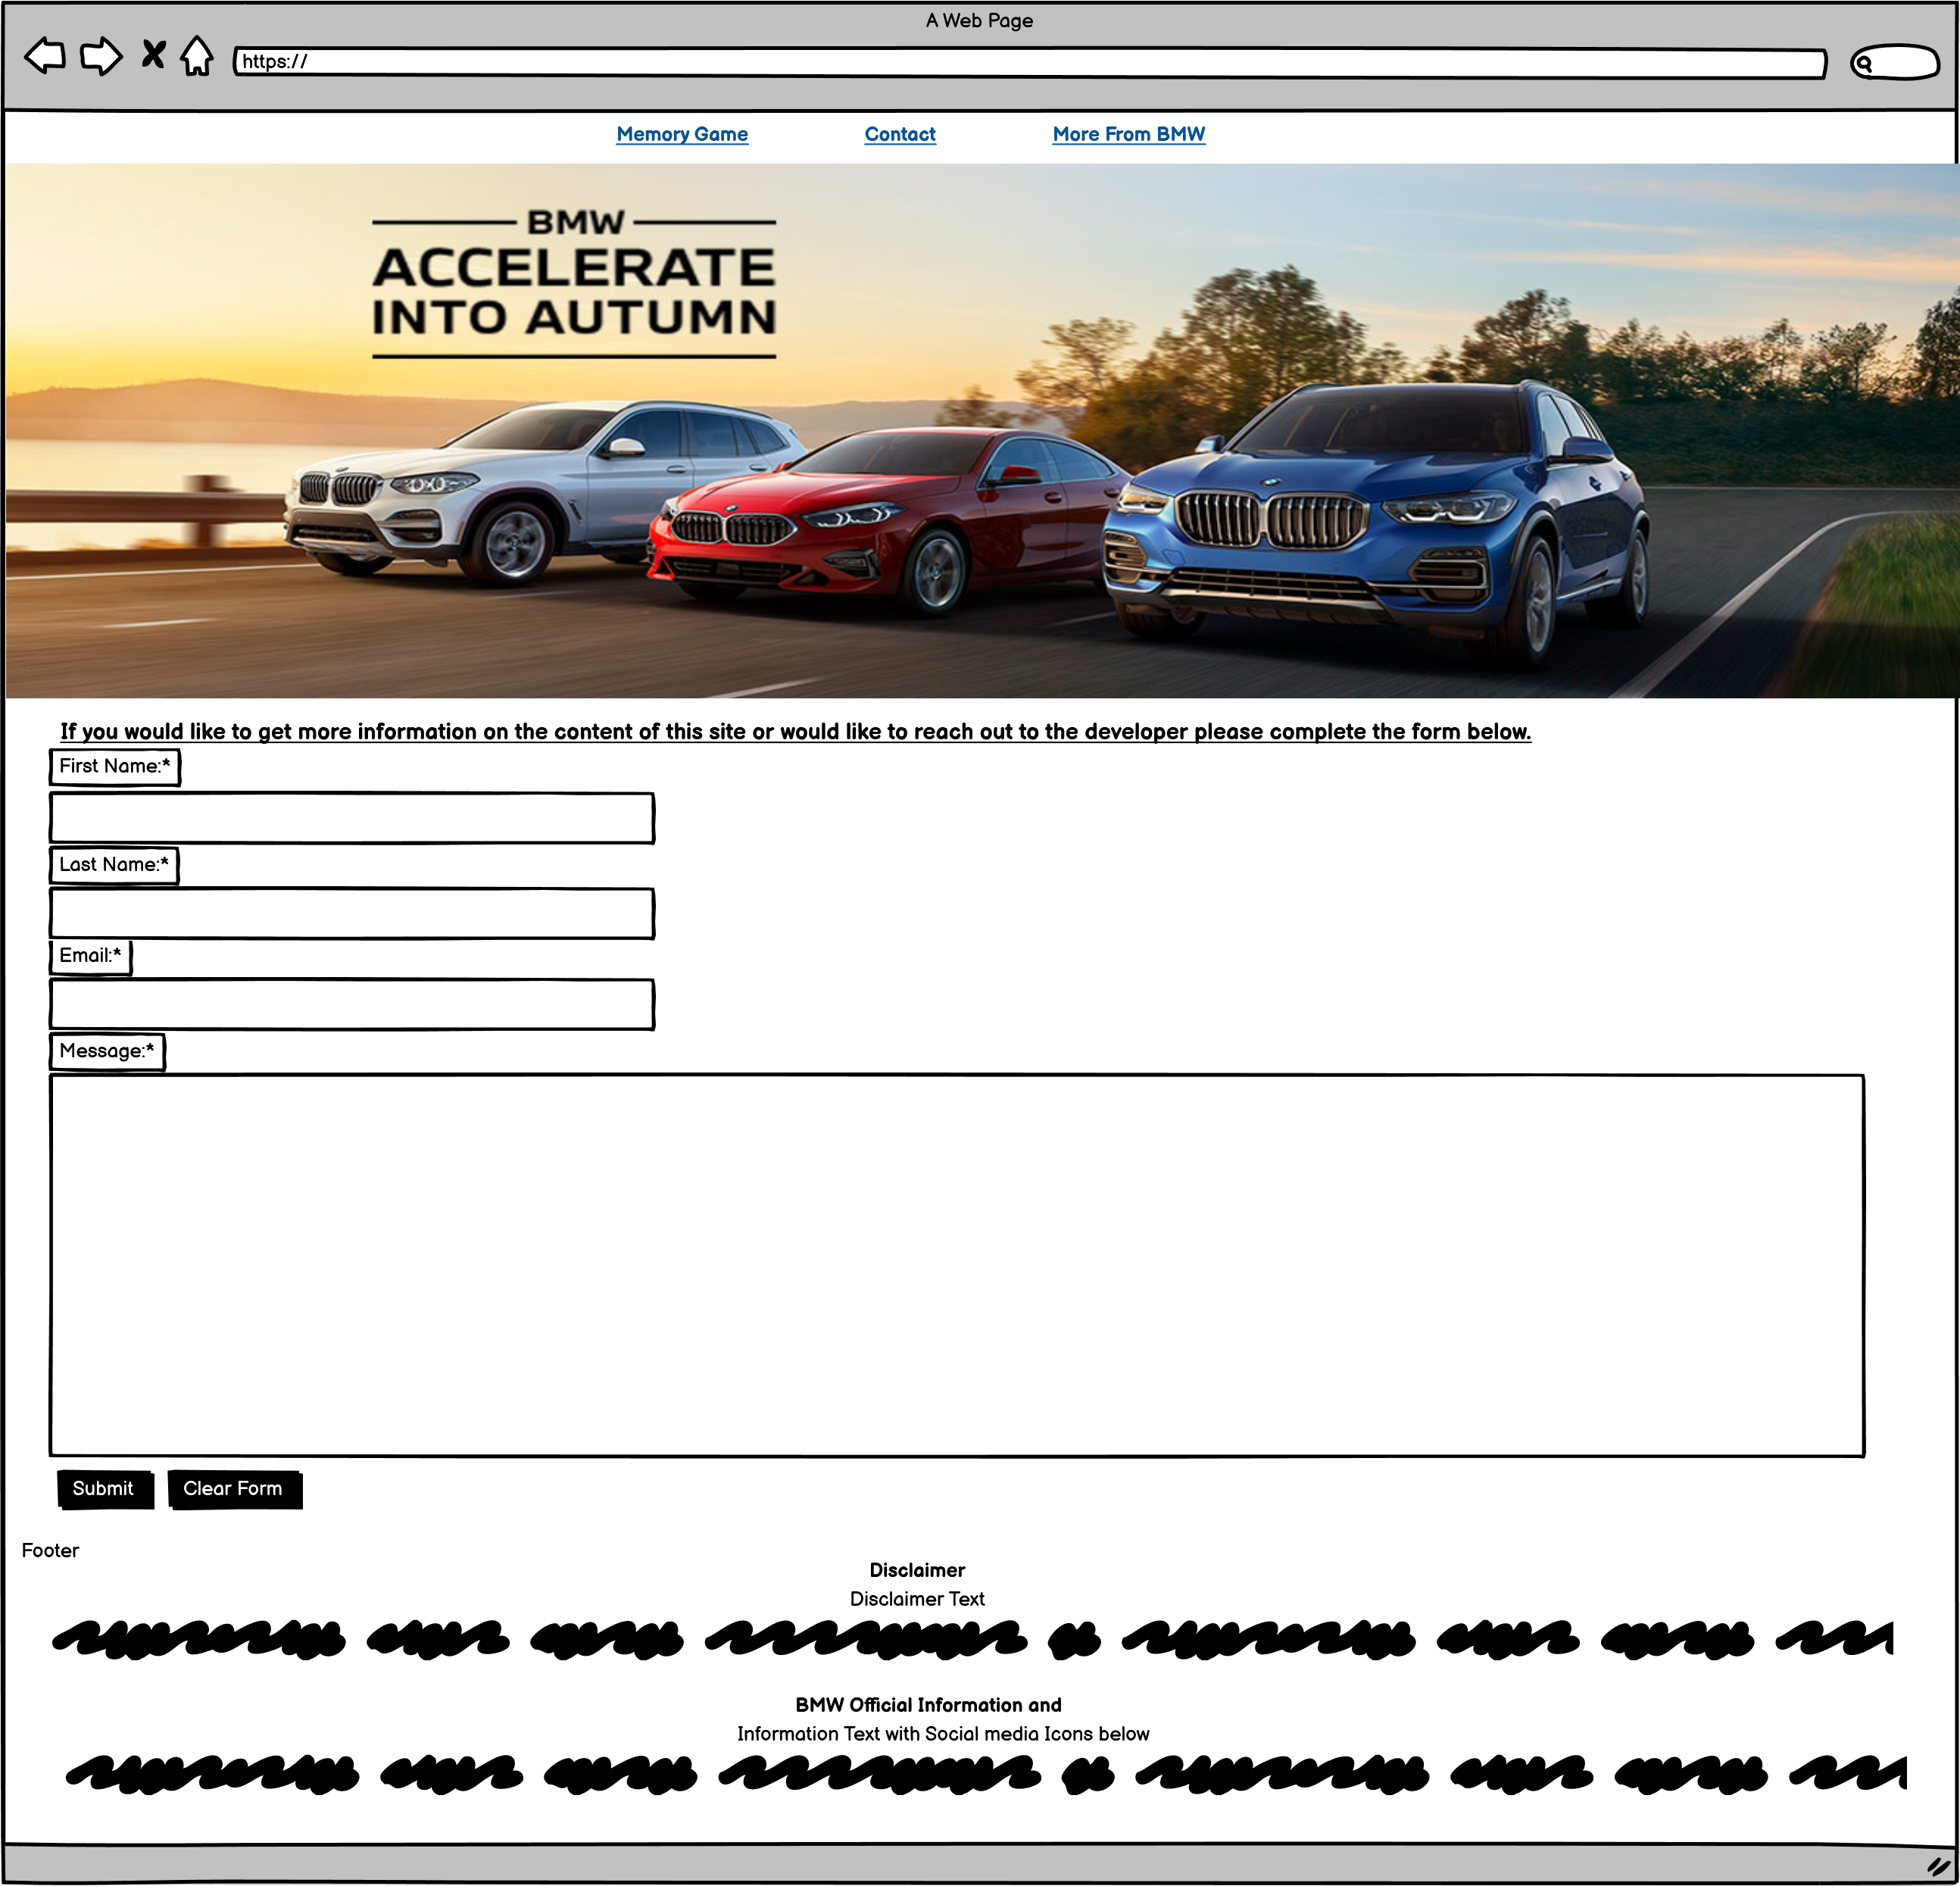 A Web Page
https://
Memory Game Contact More From BMW
BMW
ACCELERATE
INTO AUTUMN
If you would like to get more information on the content of this site or would like to reach out to the developer please complete the form below.
First Name:*
Last Name:*
Email:*
Message:*
Submit Clear Form
Footer
Disclaimer
Disclaimer Text
BMW Official Information and
Information Text with Social media Icons below